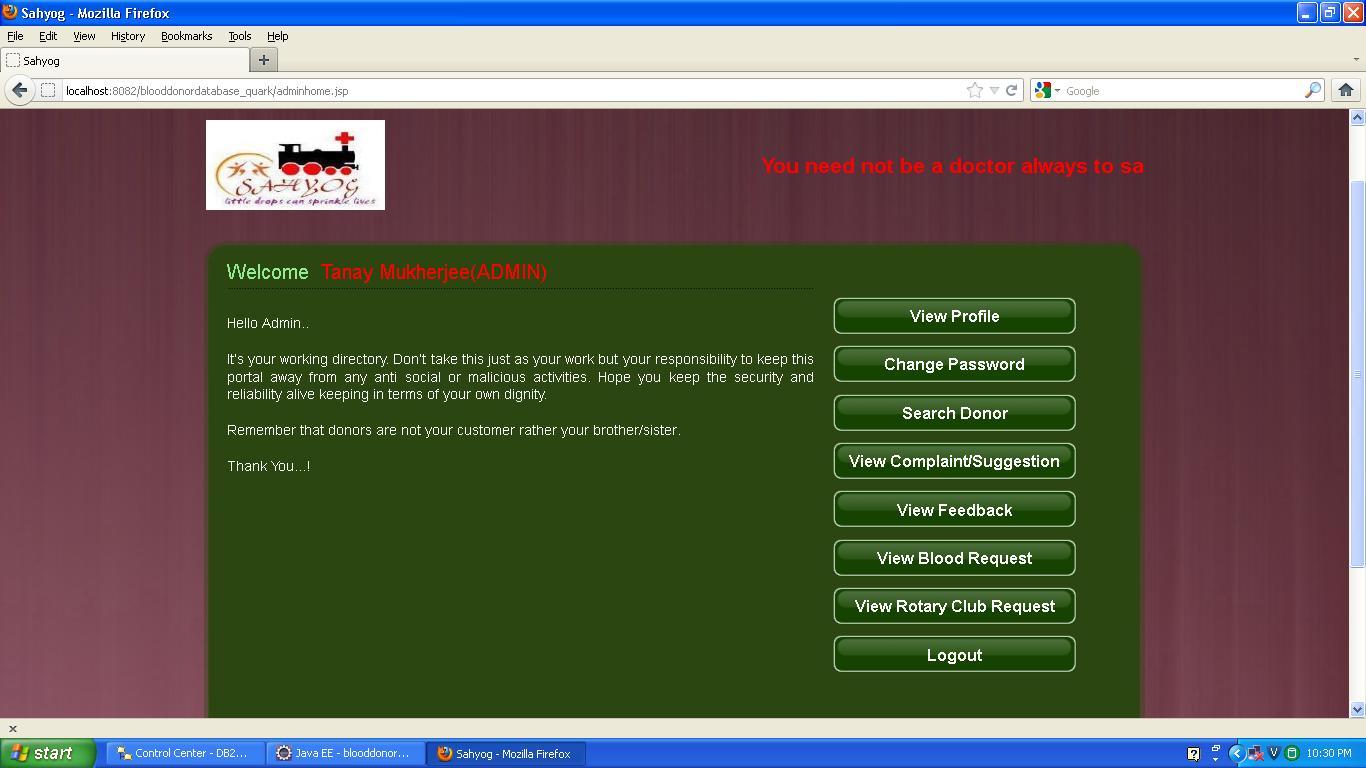 Sahyog - Mozilla Firefox
File Edit View History Bookmarks Tools Help
Sahyog
localhost:8082/blooddonordatabase_quark/adminhome.jsp
Google
SAHYOG
little drops can sprinkle lives
You need not be a doctor always to sa
Welcome Tanay Mukherjee(ADMIN)
Hello Admin..
It's your working directory. Don't take this just as your work but your responsibility to keep this
portal away from any anti social or malicious activities. Hope you keep the security and
reliability alive keeping in terms of your own dignity.
Remember that donors are not your customer rather your brother/sister.
Thank You...!
View Profile
Change Password
Search Donor
View Complaint/Suggestion
View Feedback
View Blood Request
View Rotary Club Request
Logout
start
Control Center - DB2...
Java EE - blooddonor...
Sahyog - Mozilla Firefox
10:30 PM